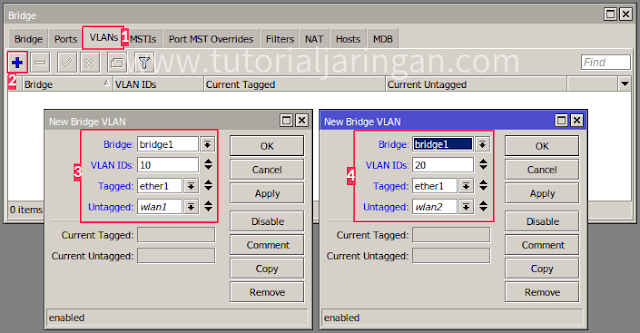 Bridge
Bridge Ports VLANs 1 MSTIs Port MST Overrides Filters NAT Hosts MDB
www.tutorialjaringan.com
Find
2
Bridge VLAN IDs Current Tagged Current Untagged
0 items
New Bridge VLAN
3
Bridge: bridge1
VLAN IDs: 10
Tagged: ether1
Untagged: wlan1
Current Tagged:
Current Untagged:
OK
Cancel
Apply
Disable
Comment
Copy
Remove
enabled
New Bridge VLAN
4
Bridge: bridge1
VLAN IDs: 20
Tagged: ether1
Untagged: wlan2
Current Tagged:
Current Untagged:
OK
Cancel
Apply
Disable
Comment
Copy
Remove
enabled